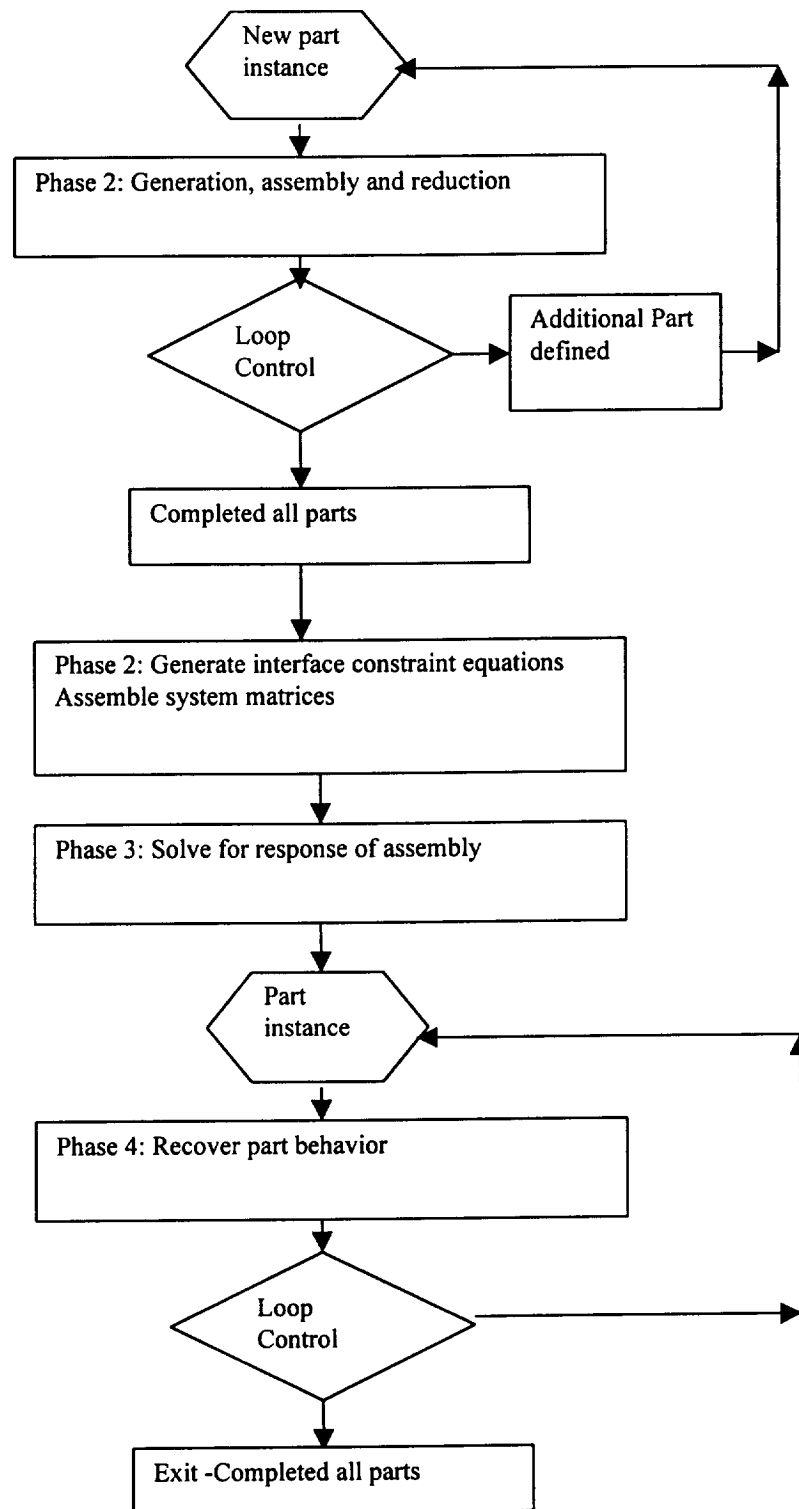 New part
instance
Phase 2: Generation, assembly and reduction
Loop
Control
Additional Part
defined
Completed all parts
Phase 2: Generate interface constraint equations
Assemble system matrices
Phase 3: Solve for response of assembly
Part
instance
Phase 4: Recover part behavior
Loop
Control
Exit -Completed all parts